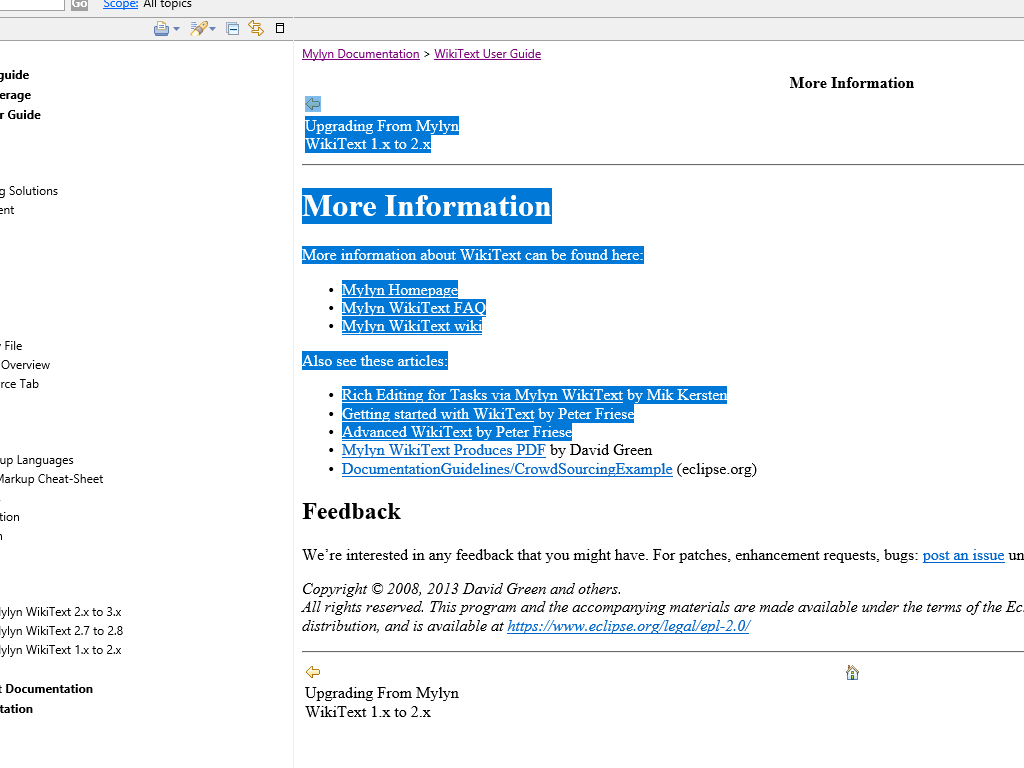 Go Scope: All topics
guide
erage
r Guide
g Solutions
ent
File
Overview
rce Tab
up Languages
Markup Cheat-Sheet
tion
n
ylyn WikiText 2.x to 3.x
ylyn WikiText 2.7 to 2.8
ylyn WikiText 1.x to 2.x
t Documentation
tation
Mylyn Documentation > WikiText User Guide
More Information
Upgrading From Mylyn
WikiText 1.x to 2.x
More Information
More information about WikiText can be found here:
• Mylyn Homepage
• Mylyn WikiText FAQ
• Mylyn WikiText wiki
Also see these articles:
• Rich Editing for Tasks via Mylyn WikiText by Mik Kersten
• Getting started with WikiText by Peter Friese
• Advanced WikiText by Peter Friese
• Mylyn WikiText Produces PDF by David Green
• DocumentationGuidelines/CrowdSourcingExample (eclipse.org)
Feedback
We’re interested in any feedback that you might have. For patches, enhancement requests, bugs: post an issue un
Copyright © 2008, 2013 David Green and others.
All rights reserved. This program and the accompanying materials are made available under the terms of the Ecl
distribution, and is available at https://www.eclipse.org/legal/epl-2.0/
Upgrading From Mylyn
WikiText 1.x to 2.x